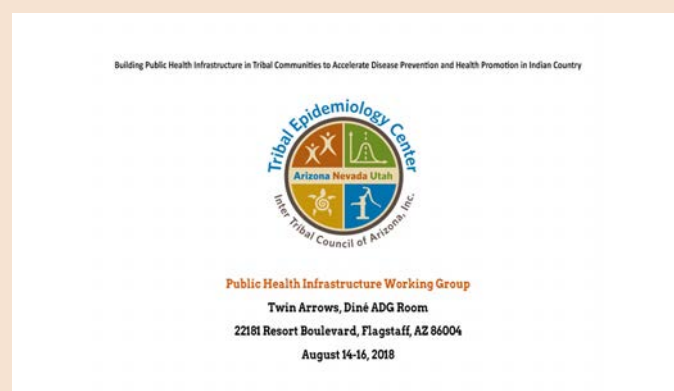 Building Public Health Infrastructure in Tribal Communities to Accelerate Disease Prevention and Health Promotion in Indian Country
Tribal Epidemiology Center
Arizona Nevada Utah
Inter Tribal Council of Arizona, Inc.
Public Health Infrastructure Working Group
Twin Arrows, Diné ADG Room
22181 Resort Boulevard, Flagstaff, AZ 86004
August 14-16, 2018